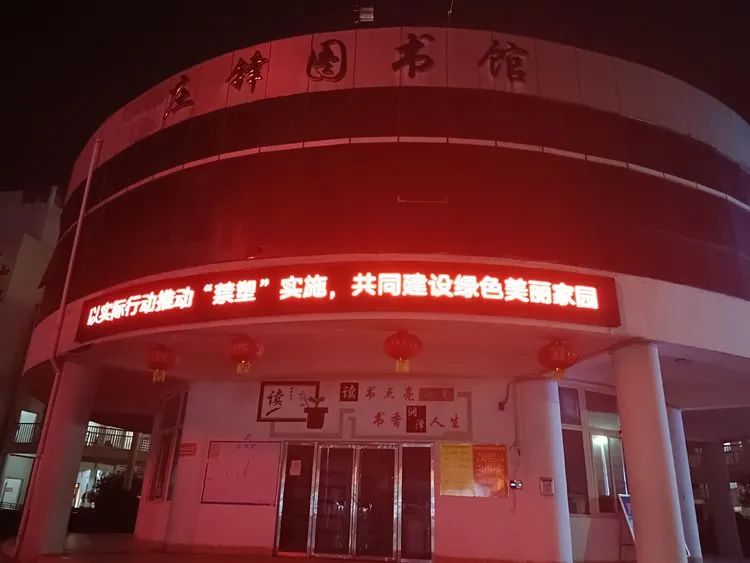 庄锋图书馆
以实际行动推动“禁塑”实施，共同建设绿色美丽家园
读
读书点亮
书香润泽人生